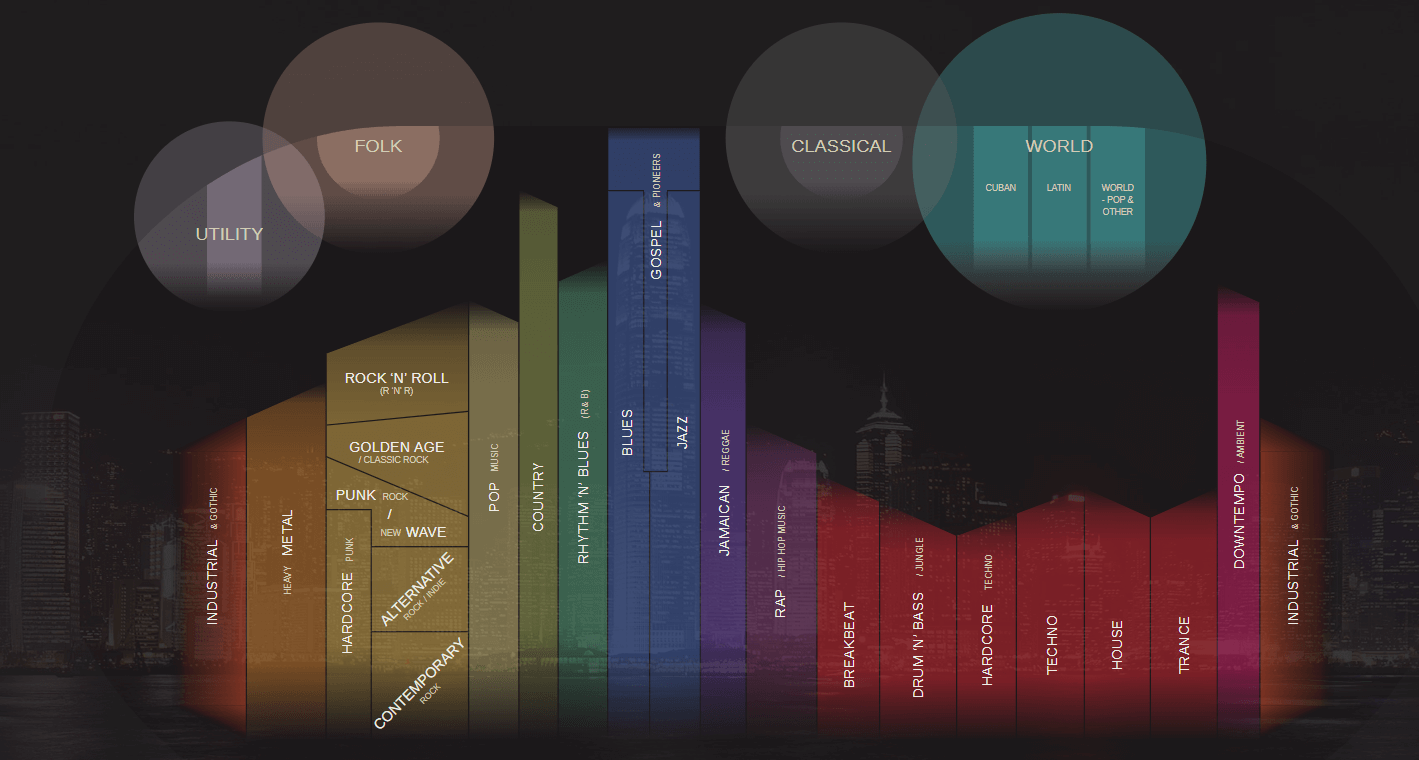 FOLK
CLASSICAL
WORLD
CUBAN
LATIN
WORLD
- POP &
OTHER
UTILITY
INDUSTRIAL & GOTHIC
HEAVY METAL
ROCK 'N' ROLL
(R 'N' R)
GOLDEN AGE
/ CLASSIC ROCK
PUNK ROCK
/
NEW WAVE
HARDCORE PUNK
ALTERNATIVE
ROCK / INDIE
CONTEMPORARY
ROCK
POP MUSIC
COUNTRY
RHYTHM 'N' BLUES (R & B)
BLUES
GOSPEL & PIONEERS
JAZZ
JAMAICAN / REGGAE
RAP / HIP HOP MUSIC
BREAKBEAT
DRUM 'N' BASS / JUNGLE
HARDCORE TECHNO
TECHNO
HOUSE
TRANCE
DOWNTEMPO / AMBIENT
INDUSTRIAL & GOTHIC